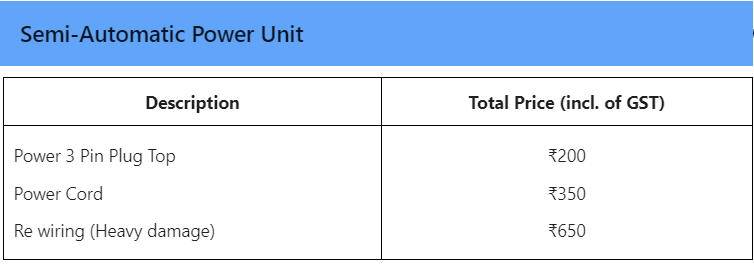 Semi-Automatic Power Unit
Description Total Price (incl. of GST)
Power 3 Pin Plug Top ₹200
Power Cord ₹350
Re wiring (Heavy damage) ₹650